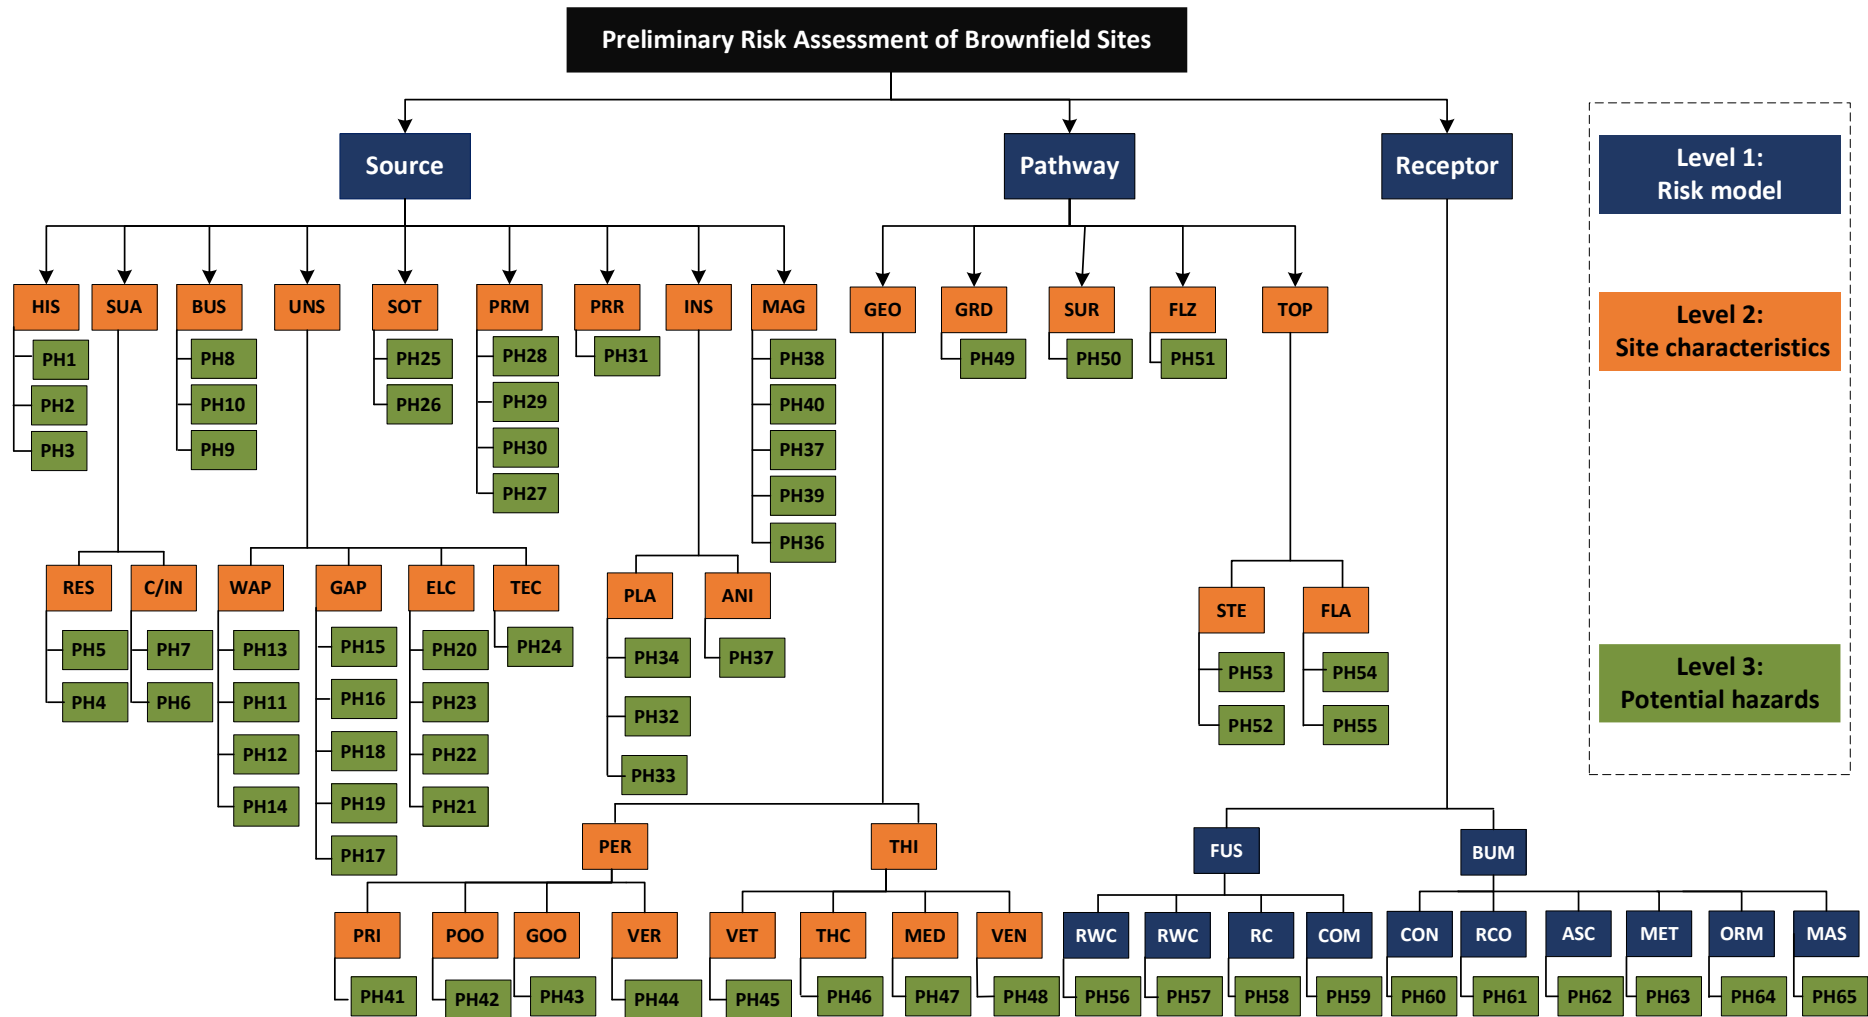 Preliminary Risk Assessment of Brownfield Sites
Source
Pathway
Receptor
Level 1:
Risk model
HIS
SUA
BUS
UNS
SOT
PRM
PRR
INS
MAG
GEO
GRD
SUR
FLZ
TOP
Level 2:
Site characteristics
PH1
PH2
PH3
PH8
PH10
PH9
PH25
PH26
PH28
PH29
PH30
PH27
PH31
PH38
PH40
PH37
PH39
PH36
PH49
PH50
PH51
RES
C/IN
WAP
GAP
ELC
TEC
PLA
ANI
STE
FLA
PH5
PH4
PH7
PH6
PH13
PH11
PH12
PH14
PH15
PH16
PH18
PH19
PH17
PH20
PH23
PH22
PH21
PH24
PH34
PH32
PH33
PH37
PH53
PH52
PH54
PH55
Level 3:
Potential hazards
PER
THI
FUS
BUM
PRI
POO
GOO
VER
VET
THC
MED
VEN
RWC
RWC
RC
COM
CON
RCO
ASC
MET
ORM
MAS
PH41
PH42
PH43
PH44
PH45
PH46
PH47
PH48
PH56
PH57
PH58
PH59
PH60
PH61
PH62
PH63
PH64
PH65